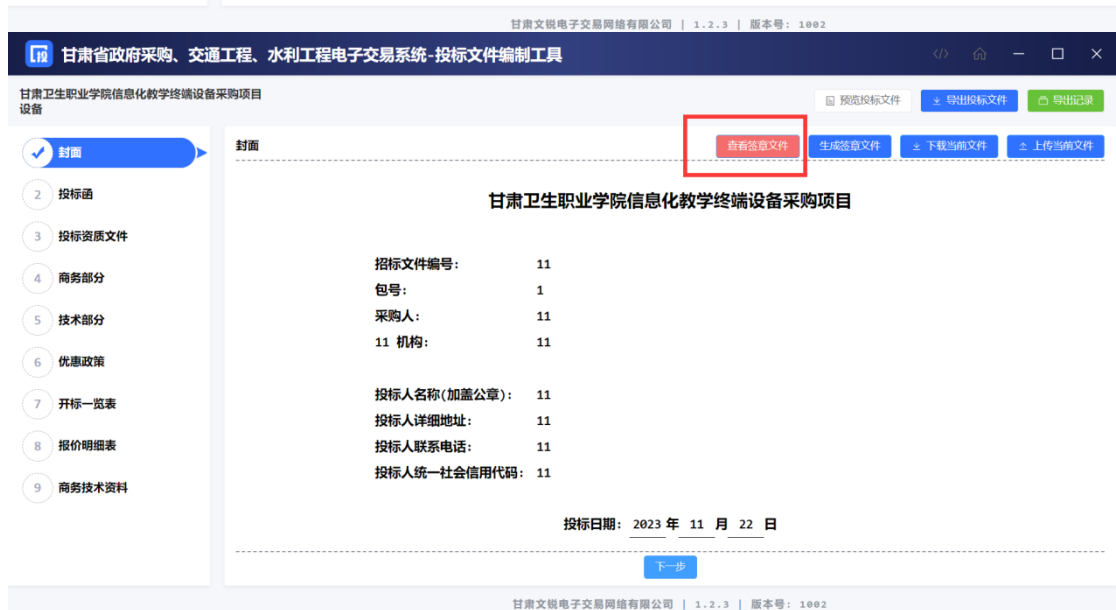 甘肃文锐电子交易网络有限公司 | 1.2.3 | 版本号: 1002
投 甘肃省政府采购、交通工程、水利工程电子交易系统-投标文件编制工具
甘肃卫生职业学院信息化教学终端设备采购项目
设备
预览投标文件 导出投标文件 导出记录
封面
2 投标函
3 投标资质文件
4 商务部分
5 技术部分
6 优惠政策
7 开标一览表
8 报价明细表
9 商务技术资料
封面 查看签章文件 生成签章文件 下载当前文件 上传当前文件
甘肃卫生职业学院信息化教学终端设备采购项目
招标文件编号: 11
包号: 1
采购人: 11
11 机构: 11
投标人名称(加盖公章): 11
投标人详细地址: 11
投标人联系电话: 11
投标人统一社会信用代码: 11
投标日期: 2023 年 11 月 22 日
下一步
甘肃文锐电子交易网络有限公司 | 1.2.3 | 版本号: 1002